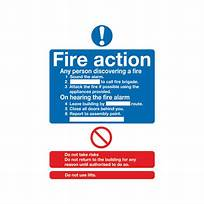 Fire action
Any person discovering a fire
1 Sound the alarm.
2 to call fire brigade.
3 Attack the fire if possible using the
appliances provided.
On hearing the fire alarm
4 Leave building by route.
5 Close all doors behind you.
6 Report to assembly point.
Do not take risks
Do not return to the building for any
reason until authorised to do so.
Do not use lifts.